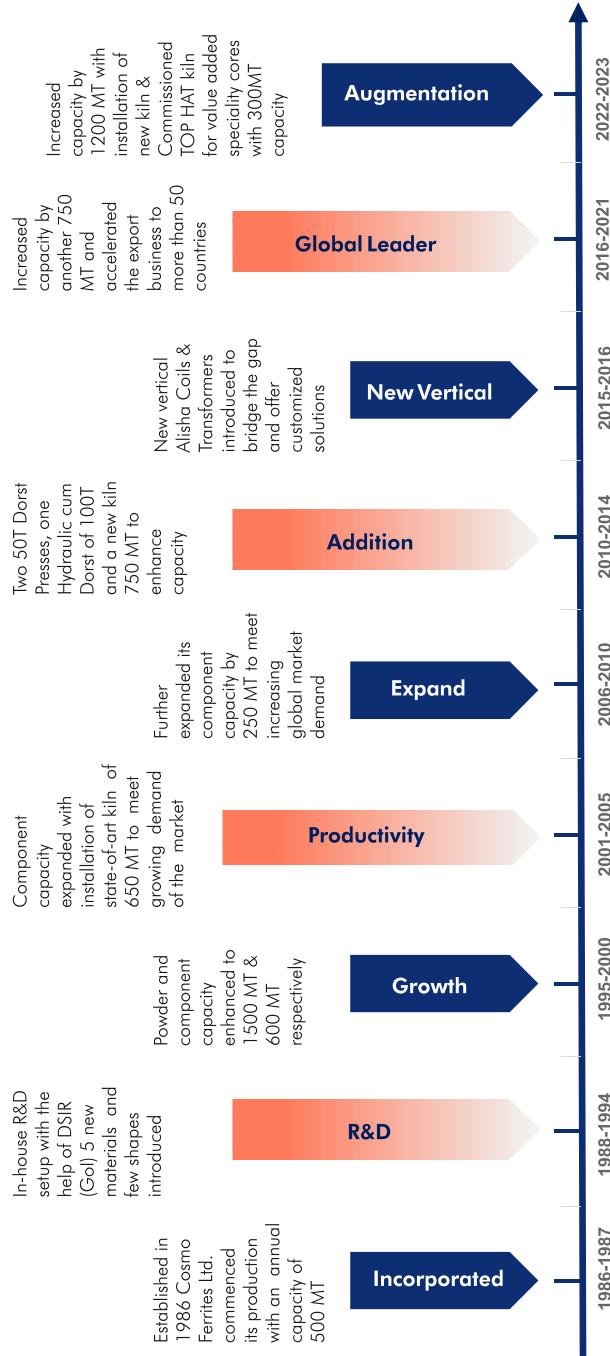 Established in
1986 Cosmo
Ferrites Ltd.
commenced
its production
with an annual
capacity of
500 MT
Incorporated
1986-1987
In-house R&D
setup with the
help of DSIR
(GoI) 5 new
materials and
few shapes
introduced
R&D
1988-1994
Powder and
component
capacity
enhanced to
1500 MT &
600 MT
respectively
Growth
1995-2000
Component
capacity
expanded with
installation of
state-of-art kiln of
650 MT to meet
growing demand
of the market
Productivity
2001-2005
Further
expanded its
component
capacity by
250 MT to meet
increasing
global market
demand
Expand
2006-2010
Two 50T Dorst
Presses, one
Hydraulic cum
Dorst of 100T
and a new kiln
750 MT to
enhance
capacity
Addition
2010-2014
New vertical
Alisha Coils &
Transformers
introduced to
bridge the gap
and offer
customized
solutions
New Vertical
2015-2016
Increased
capacity by
another 750
MT and
accelerated
the export
business to
more than 50
countries
Global Leader
2016-2021
Increased
capacity by
1200 MT with
installation of
new kiln &
Commissioned
TOP HAT kiln
for value added
speciality cores
with 300MT
capacity
Augmentation
2022-2023